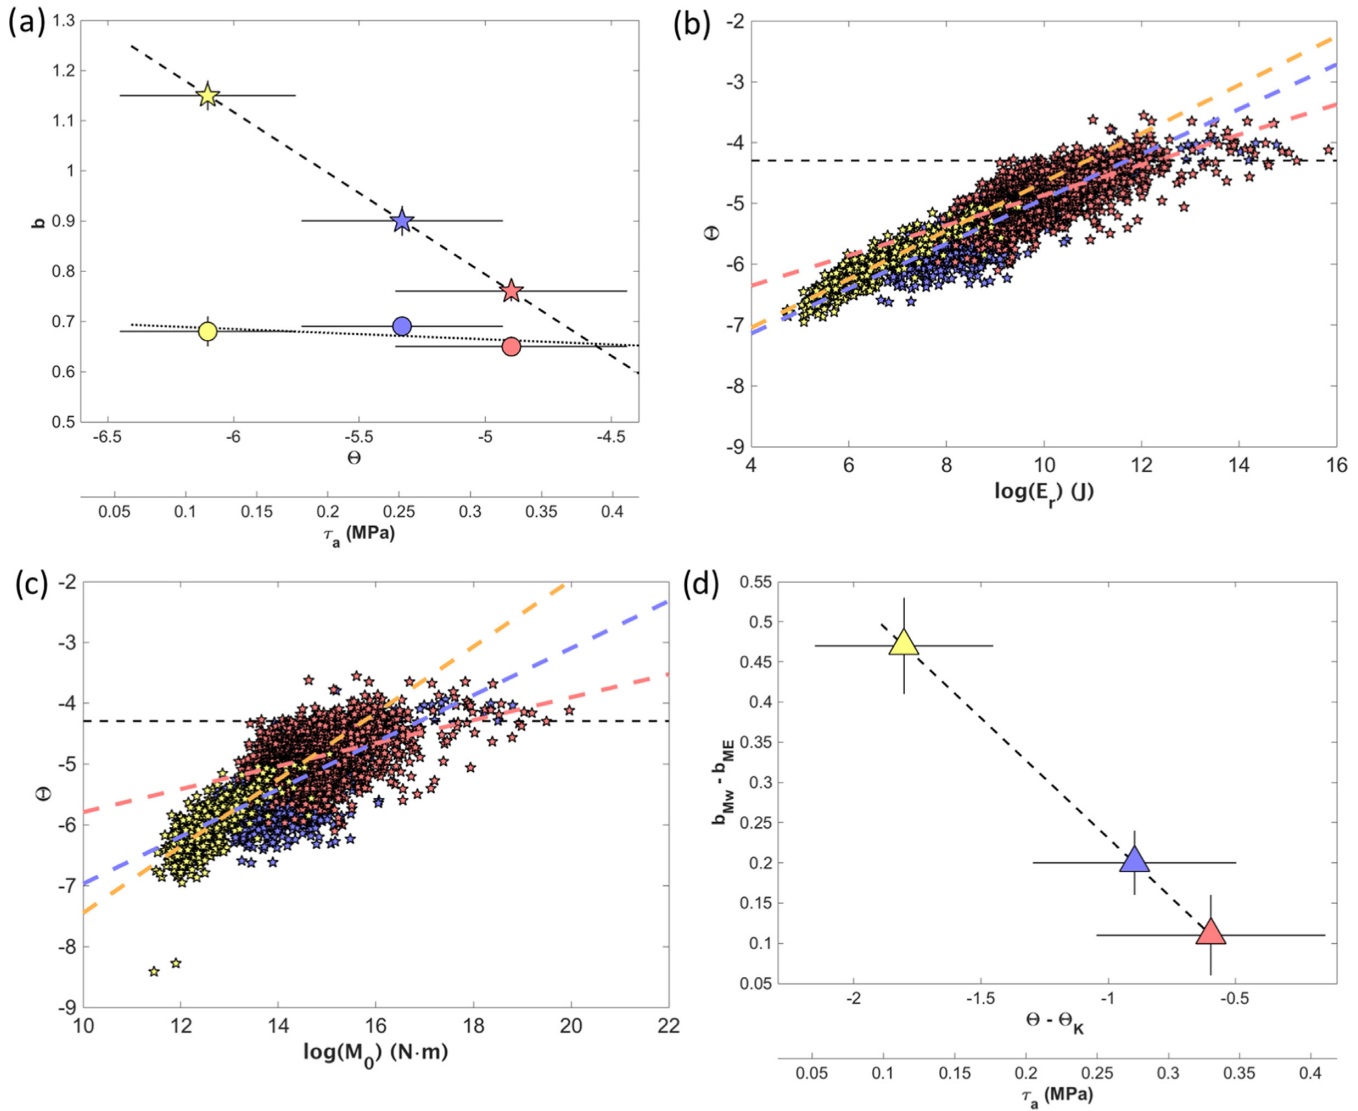 (a)
1.3
1.2
1.1
1
0.9
0.8
0.7
0.6
0.5
b
-6.5 -6 -5.5 -5 -4.5
Θ
0.05 0.1 0.15 0.2 0.25 0.3 0.35 0.4
τa (MPa)
(b)
-2
-3
-4
-5
-6
-7
-8
-9
Θ
4 6 8 10 12 14 16
log(Er) (J)
(c)
-2
-3
-4
-5
-6
-7
-8
-9
Θ
10 12 14 16 18 20 22
log(M0) (N·m)
(d)
0.55
0.5
0.45
0.4
0.35
0.3
0.25
0.2
0.15
0.1
0.05
bMw - bME
-2 -1.5 -1 -0.5
Θ - ΘK
0.05 0.1 0.15 0.2 0.25 0.3 0.35 0.4
τa (MPa)